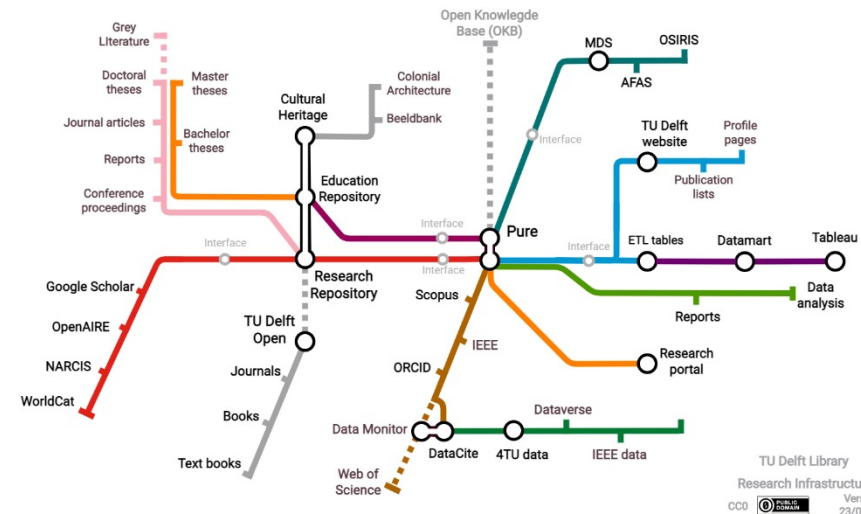 Grey
Literature
Doctoral
theses
Master
theses
Journal articles
Bachelor
theses
Reports
Conference
proceedings
Cultural
Heritage
Colonial
Architecture
Beeldbank
Education
Repository
Open Knowlegde
Base (OKB)
MDS
OSIRIS
AFAS
Interface
TU Delft
website
Profile
pages
Publication
lists
Interface
Interface
Interface
Interface
Pure
ETL tables
Datamart
Tableau
Research
Repository
Google Scholar
OpenAIRE
NARCIS
WorldCat
TU Delft
Open
Journals
Books
Text books
Scopus
IEEE
ORCID
Reports
Data
analysis
Research
portal
Data Monitor
DataCite
4TU data
Dataverse
IEEE data
Web of
Science
TU Delft Library
Research Infrastructu
CC0
PUBLIC
DOMAIN
Vers
23/0